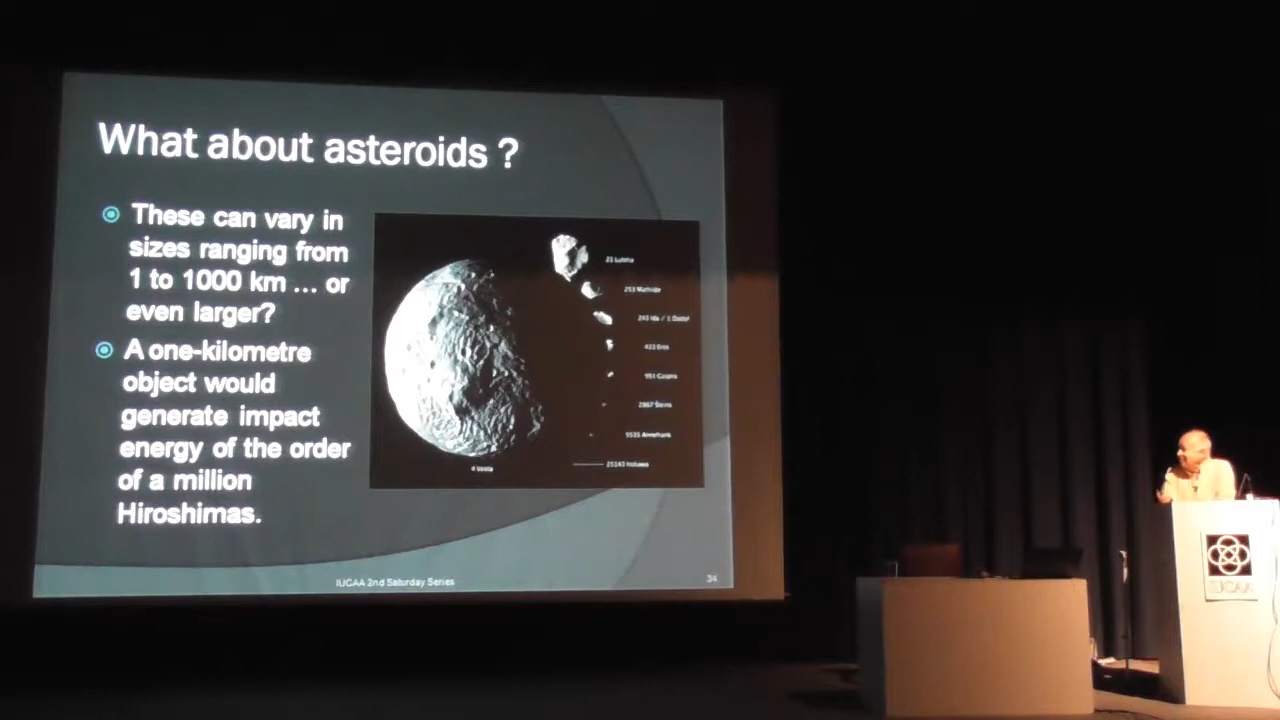 What about asteroids ?
These can vary in
sizes ranging from
1 to 1000 km ... or
even larger?
A one-kilometre
object would
generate impact
energy of the order
of a million
Hiroshimas.
21 Lutetia
253 Mathilde
243 Ida / 1 Dactyl
433 Eros
951 Gaspra
2867 Šteins
5535 Annefrank
25143 Itokawa
4 Vesta
IUCAA 2nd Saturday Series
34
IUCAA